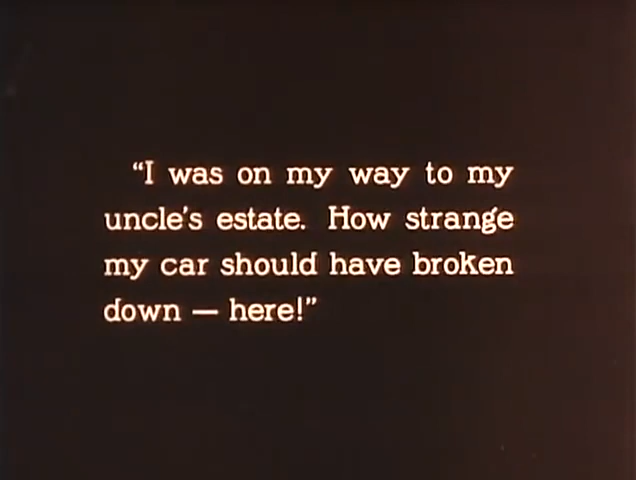 “I was on my way to my
uncle’s estate. How strange
my car should have broken
down — here!”